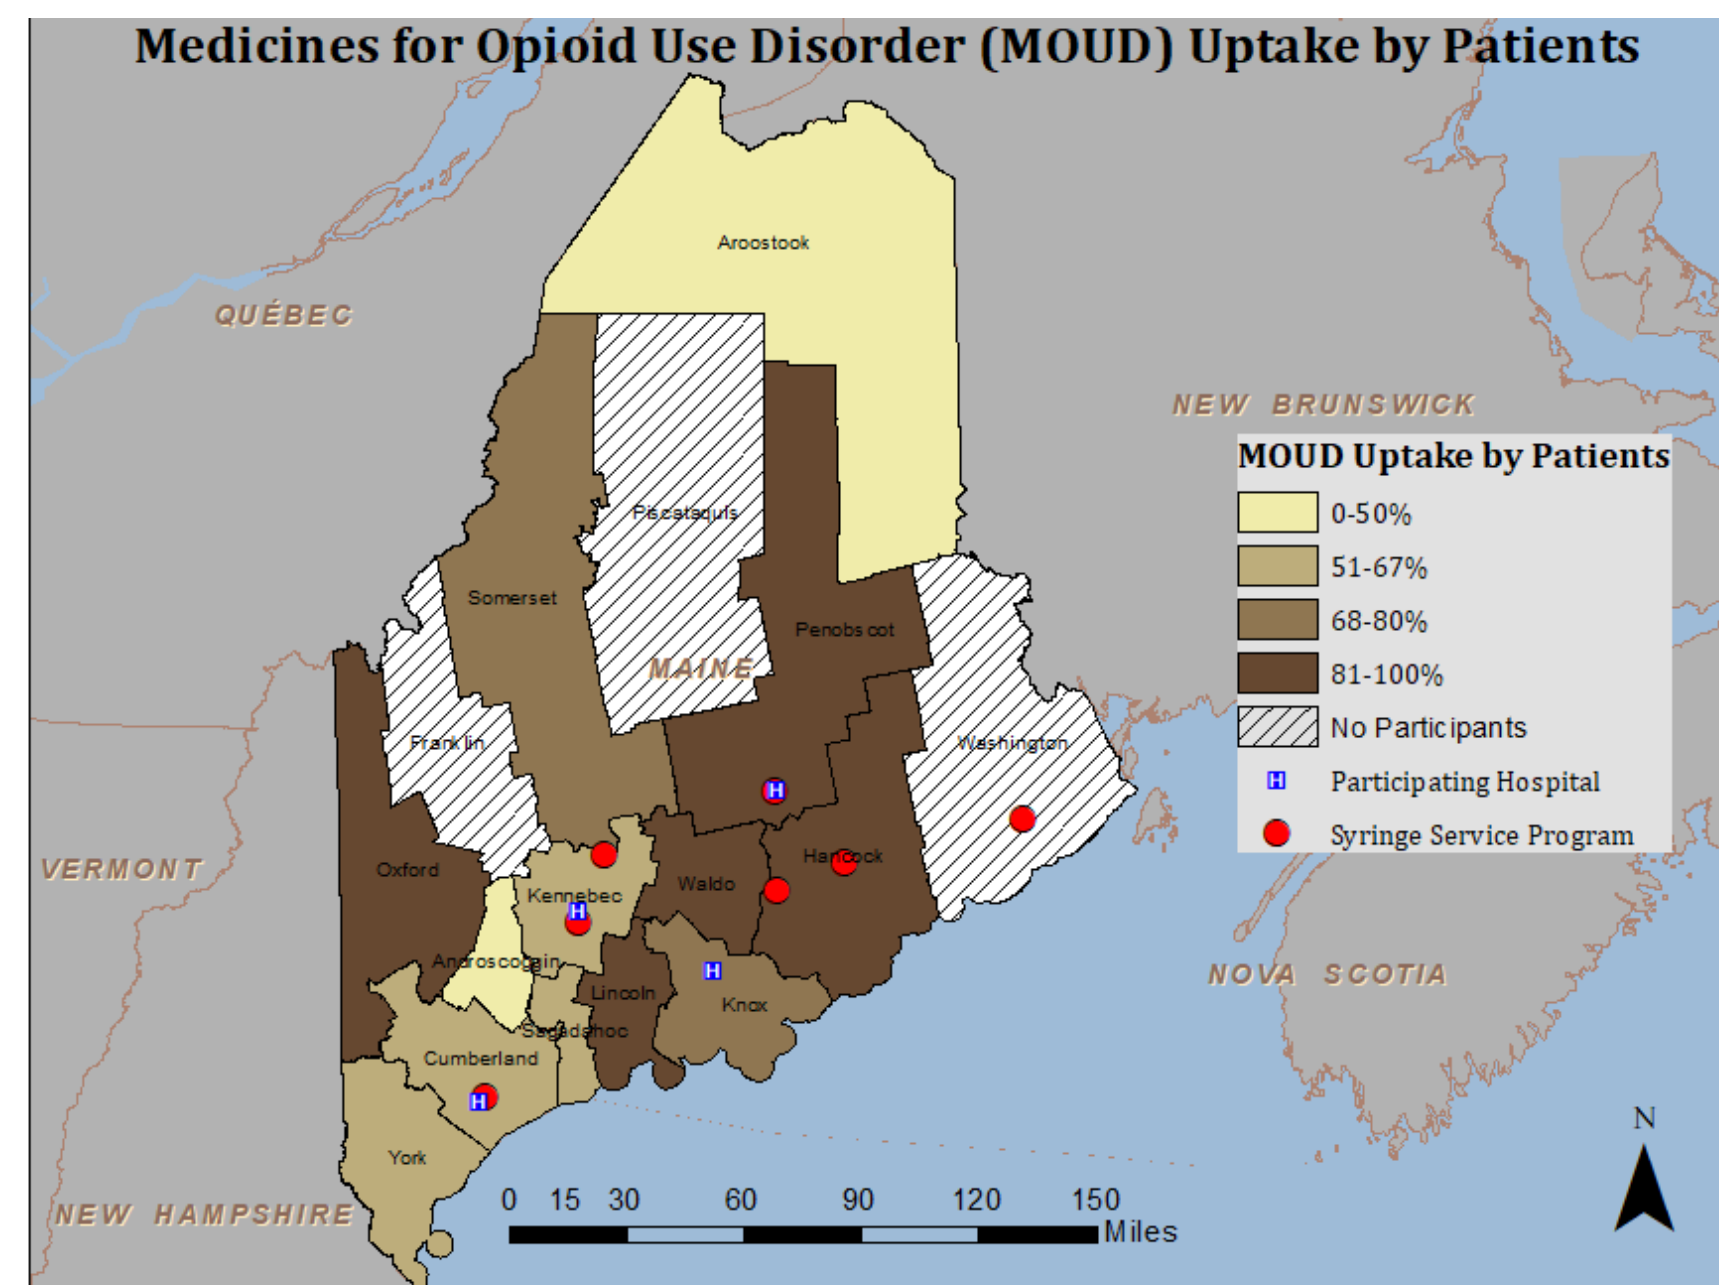 Medicines for Opioid Use Disorder (MOUD) Uptake by Patients
Aroostook
QUÉBEC
NEW BRUNSWICK
MOUD Uptake by Patients
0-50%
51-67%
68-80%
81-100%
No Participants
H Participating Hospital
Syringe Service Program
Piscataquis
Somerset
Penobscot
MAINE
Franklin
Washington
H
VERMONT
Oxford
Hancock
Waldo
Kennebec
H
Androscoggin
H
NOVA SCOTIA
Lincoln
Knox
Sagadahoc
Cumberland
H
York
N
NEW HAMPSHIRE
0 15 30 60 90 120 150
Miles